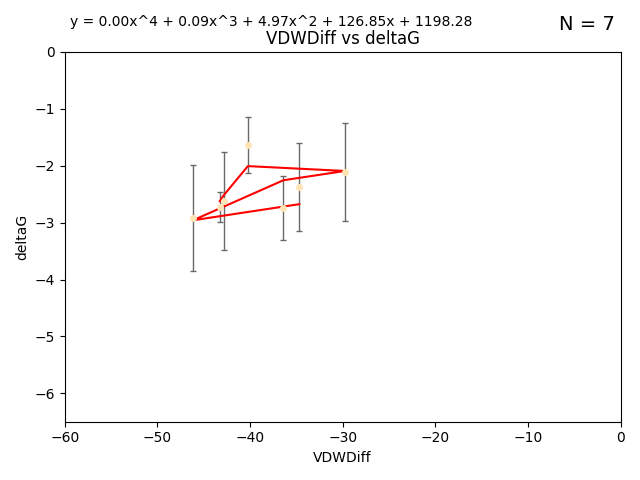 y = 0.00x^4 + 0.09x^3 + 4.97x^2 + 126.85x + 1198.28
N = 7
VDWDiff vs deltaG
0
−1
−2
−3
−4
−5
−6
deltaG
−60
−50
−40
−30
−20
−10
0
VDWDiff